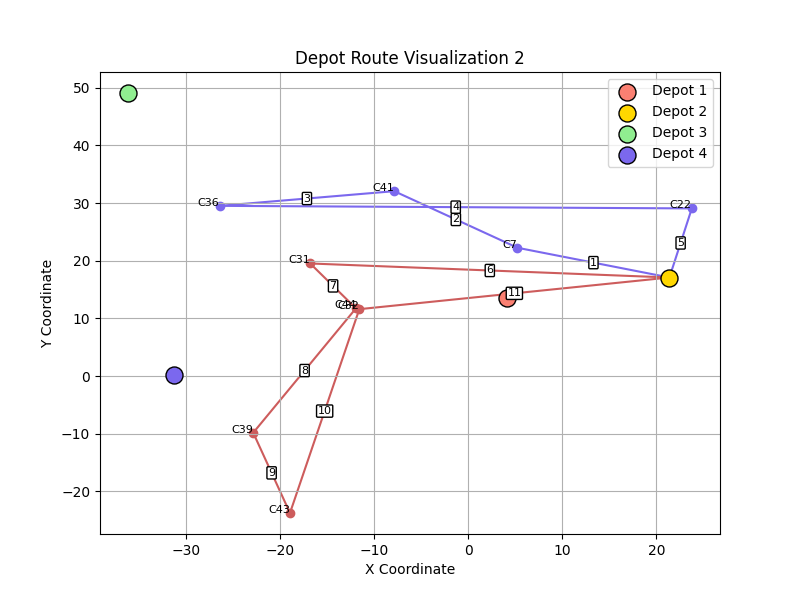 Depot Route Visualization 2
Depot 1
Depot 2
Depot 3
Depot 4
50
40
30
20
10
0
−10
−20
Y Coordinate
−30
−20
−10
0
10
20
X Coordinate
C36
C41
C22
C7
C31
C39
C43
1
2
3
4
5
6
7
8
9
10
11